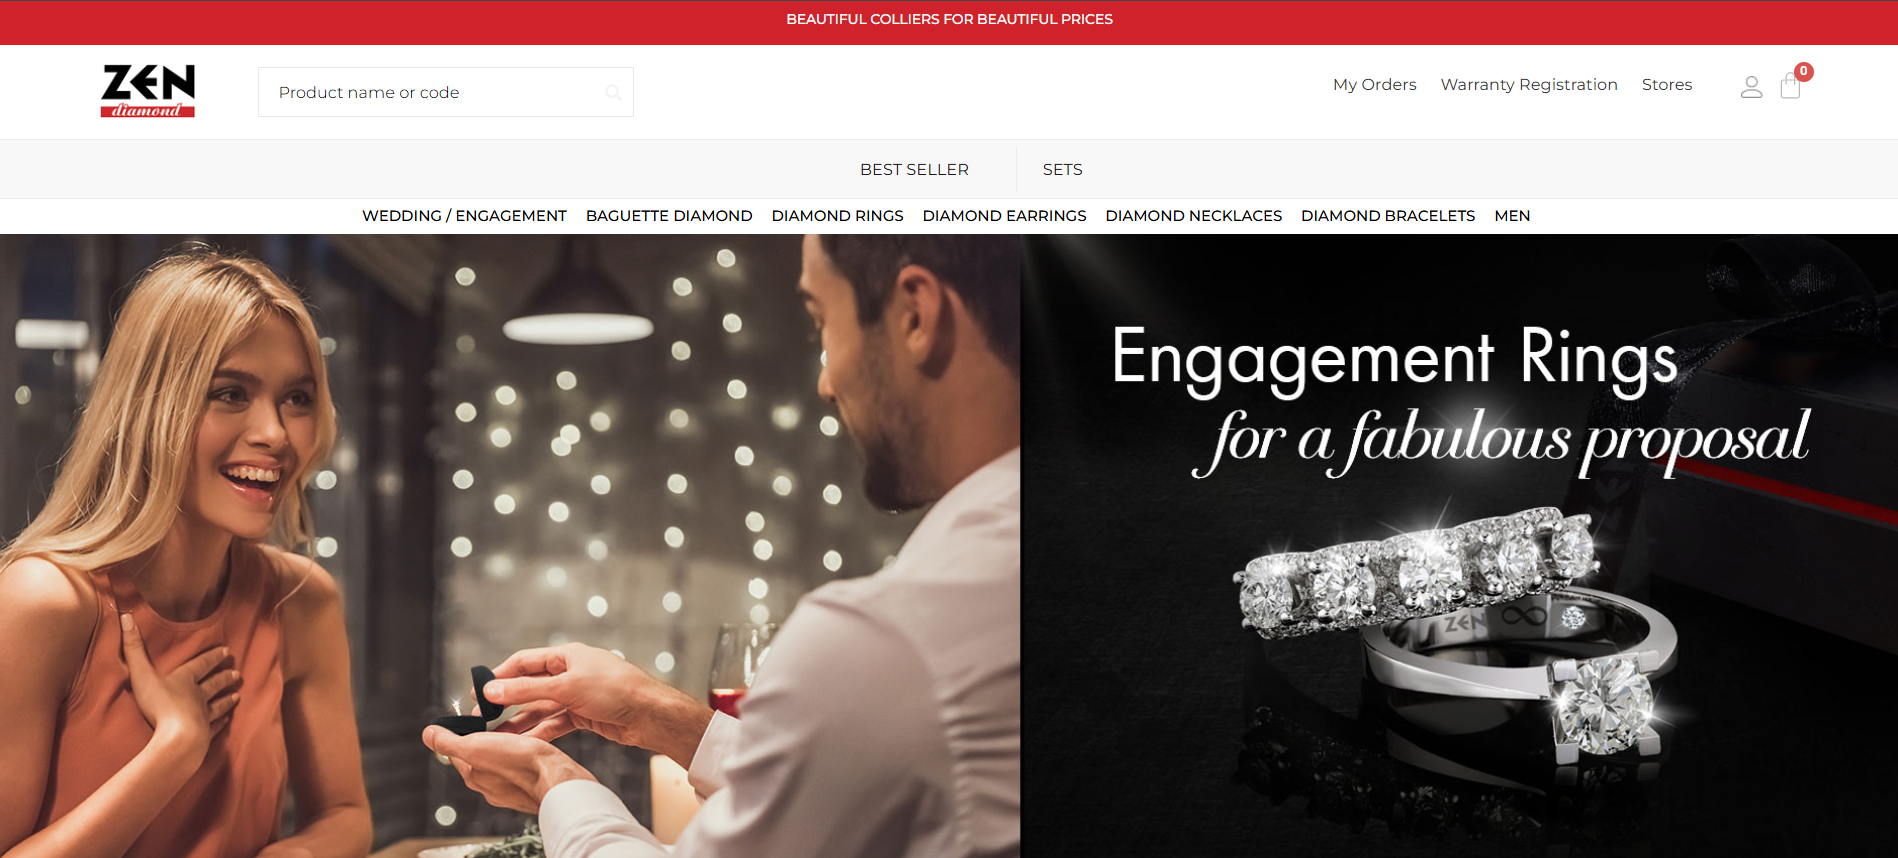 BEAUTIFUL COLLIERS FOR BEAUTIFUL PRICES
ZEN
diamond
Product name or code
My Orders Warranty Registration Stores
0
BEST SELLER SETS
WEDDING / ENGAGEMENT BAGUETTE DIAMOND DIAMOND RINGS DIAMOND EARRINGS DIAMOND NECKLACES DIAMOND BRACELETS MEN
Engagement Rings
for a fabulous proposal
ZEN